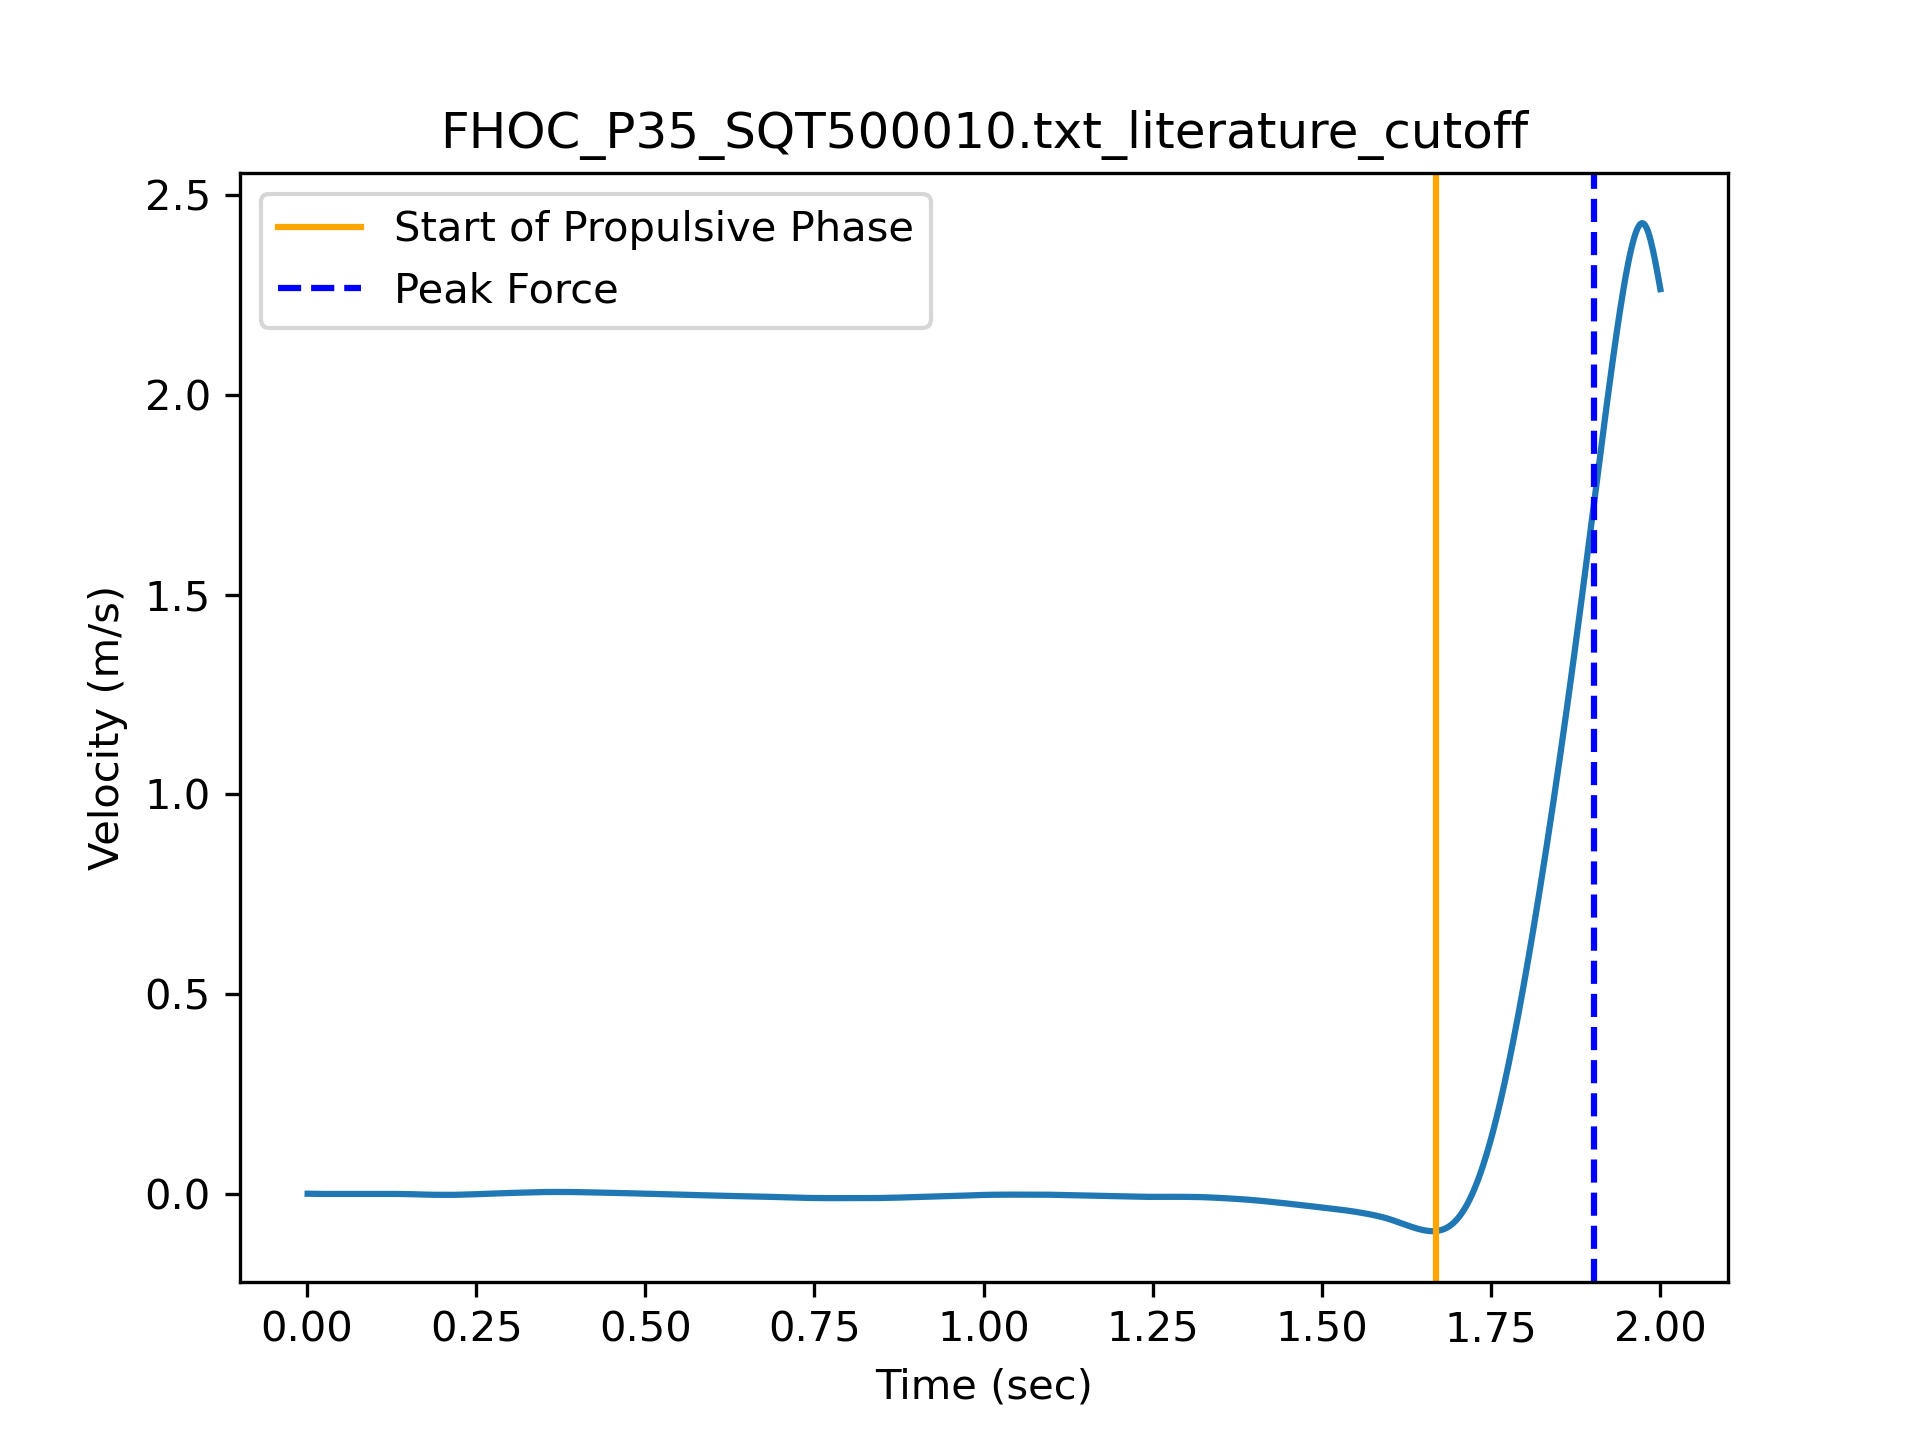 FHOC_P35_SQT500010.txt_literature_cutoff
Start of Propulsive Phase
Peak Force
2.5
2.0
1.5
1.0
0.5
0.0
Velocity (m/s)
0.00 0.25 0.50 0.75 1.00 1.25 1.50 1.75 2.00
Time (sec)